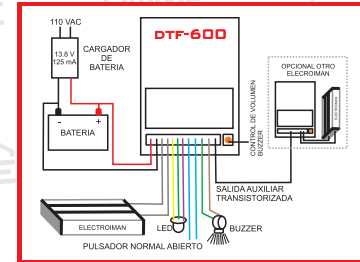 110 VAC
13.8 V
125 mA
CARGADOR
DE
BATERIA
- +
BATERIA
DTF-600
CONTROL DE VOLUMEN
BUZZER
OPCIONAL OTRO
ELECROIMAN
ELECTROIMAN
SALIDA AUXILIAR
TRANSISTORIZADA
ELECTROIMAN
LED
BUZZER
PULSADOR NORMAL ABIERTO